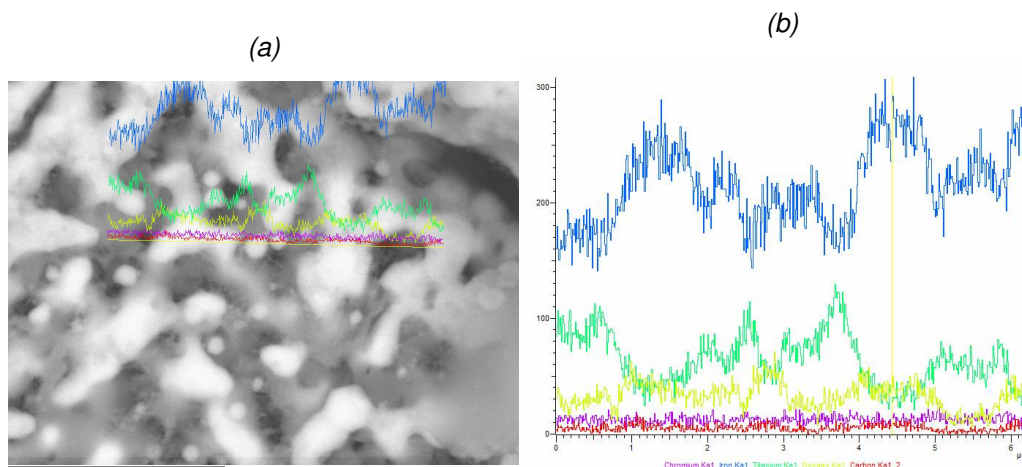 (a)
(b)
300
200
100
0
0 1 2 3 4 5 6
µ
Chromium Ka1 Iron Ka1 Titanium Ka1 Oxygen Ka1 Carbon Ka1_2